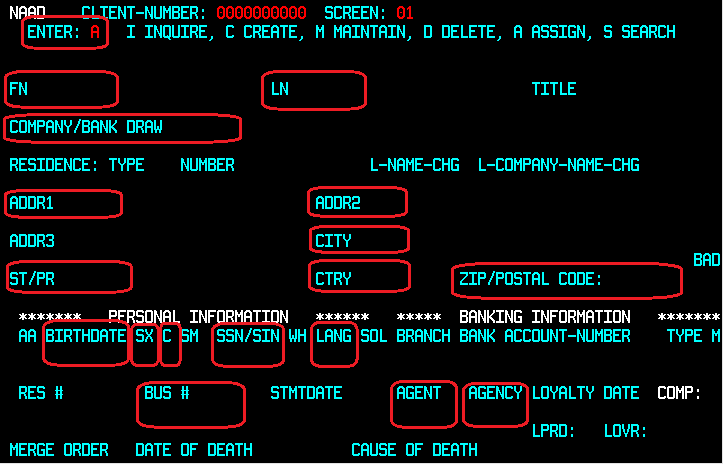 NAAD CLIENT-NUMBER: 0000000000 SCREEN: 01
ENTER: A I INQUIRE, C CREATE, M MAINTAIN, D DELETE, A ASSIGN, S SEARCH
FN LN TITLE
COMPANY/BANK DRAW
RESIDENCE: TYPE NUMBER L-NAME-CHG L-COMPANY-NAME-CHG
ADDR1 ADDR2
ADDR3 CITY
BAD
ST/PR CTRY ZIP/POSTAL CODE:
******* PERSONAL INFORMATION ****** ***** BANKING INFORMATION *******
AA BIRTHDATE SX C SM SSN/SIN WH LANG SOL BRANCH BANK ACCOUNT-NUMBER TYPE M
RES # BUS # STMTDATE AGENT AGENCY LOYALTY DATE COMP:
LPRD: LOVR:
MERGE ORDER DATE OF DEATH CAUSE OF DEATH